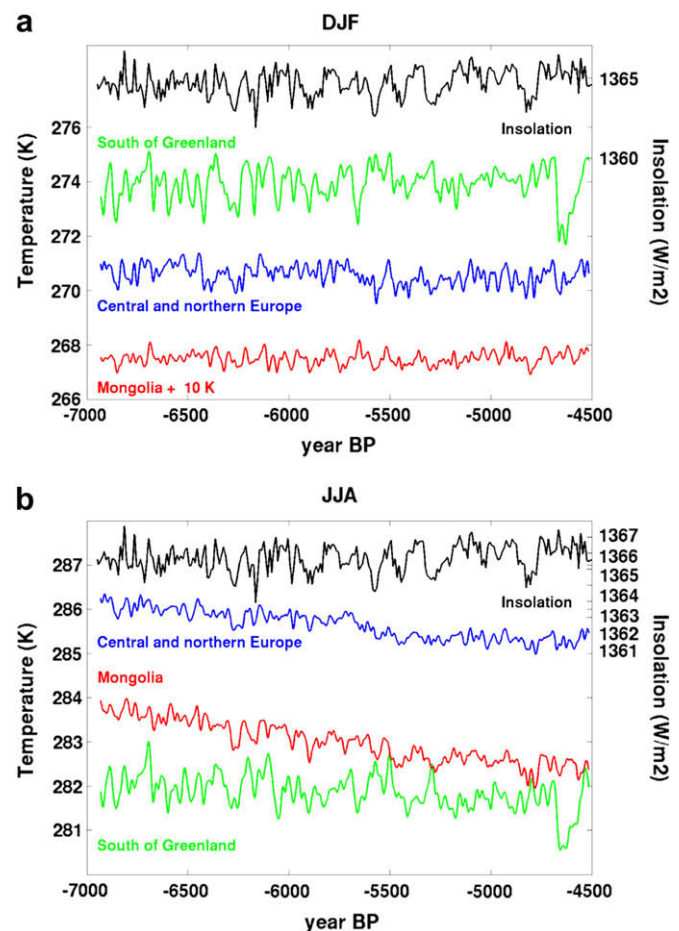 a
DJF
1365
276
Insolation
South of Greenland
1360
274
272
270
Central and northern Europe
268
Mongolia + 10 K
266
-7000 -6500 -6000 -5500 -5000 -4500
year BP
Temperature (K)
Insolation (W/m2)
b
JJA
1367
287
1366
1365
1364
286
Insolation
1363
Central and northern Europe
1362
285
1361
Mongolia
284
283
282
281
South of Greenland
-7000 -6500 -6000 -5500 -5000 -4500
year BP
Temperature (K)
Insolation (W/m2)